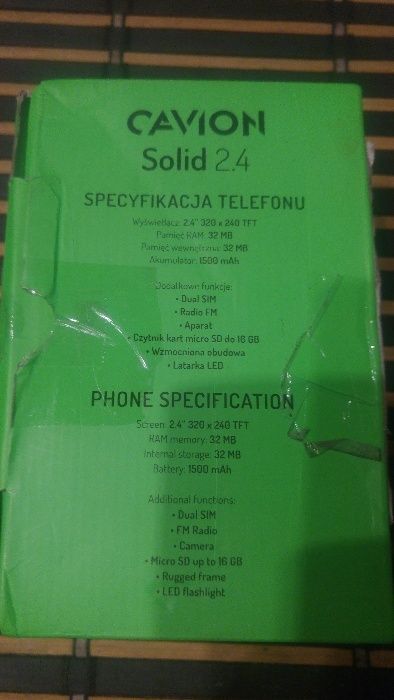 CAVION
Solid 2.4
SPECYFIKACJA TELEFONU
Wyświetlacz: 2.4" 320 x 240 TFT
Pamięć RAM: 32 MB
Pamięć wewnętrzna: 32 MB
Akumulator: 1500 mAh
Dodatkowe funkcje:
• Dual SIM
• Radio FM
• Aparat
• Czytnik kart micro SD do 16 GB
• Wzmocniona obudowa
• Latarka LED
PHONE SPECIFICATION
Screen: 2.4" 320 x 240 TFT
RAM memory: 32 MB
Internal storage: 32 MB
Battery: 1500 mAh
Additional functions:
• Dual SIM
• FM Radio
• Camera
• Micro SD up to 16 GB
• Rugged frame
• LED flashlight